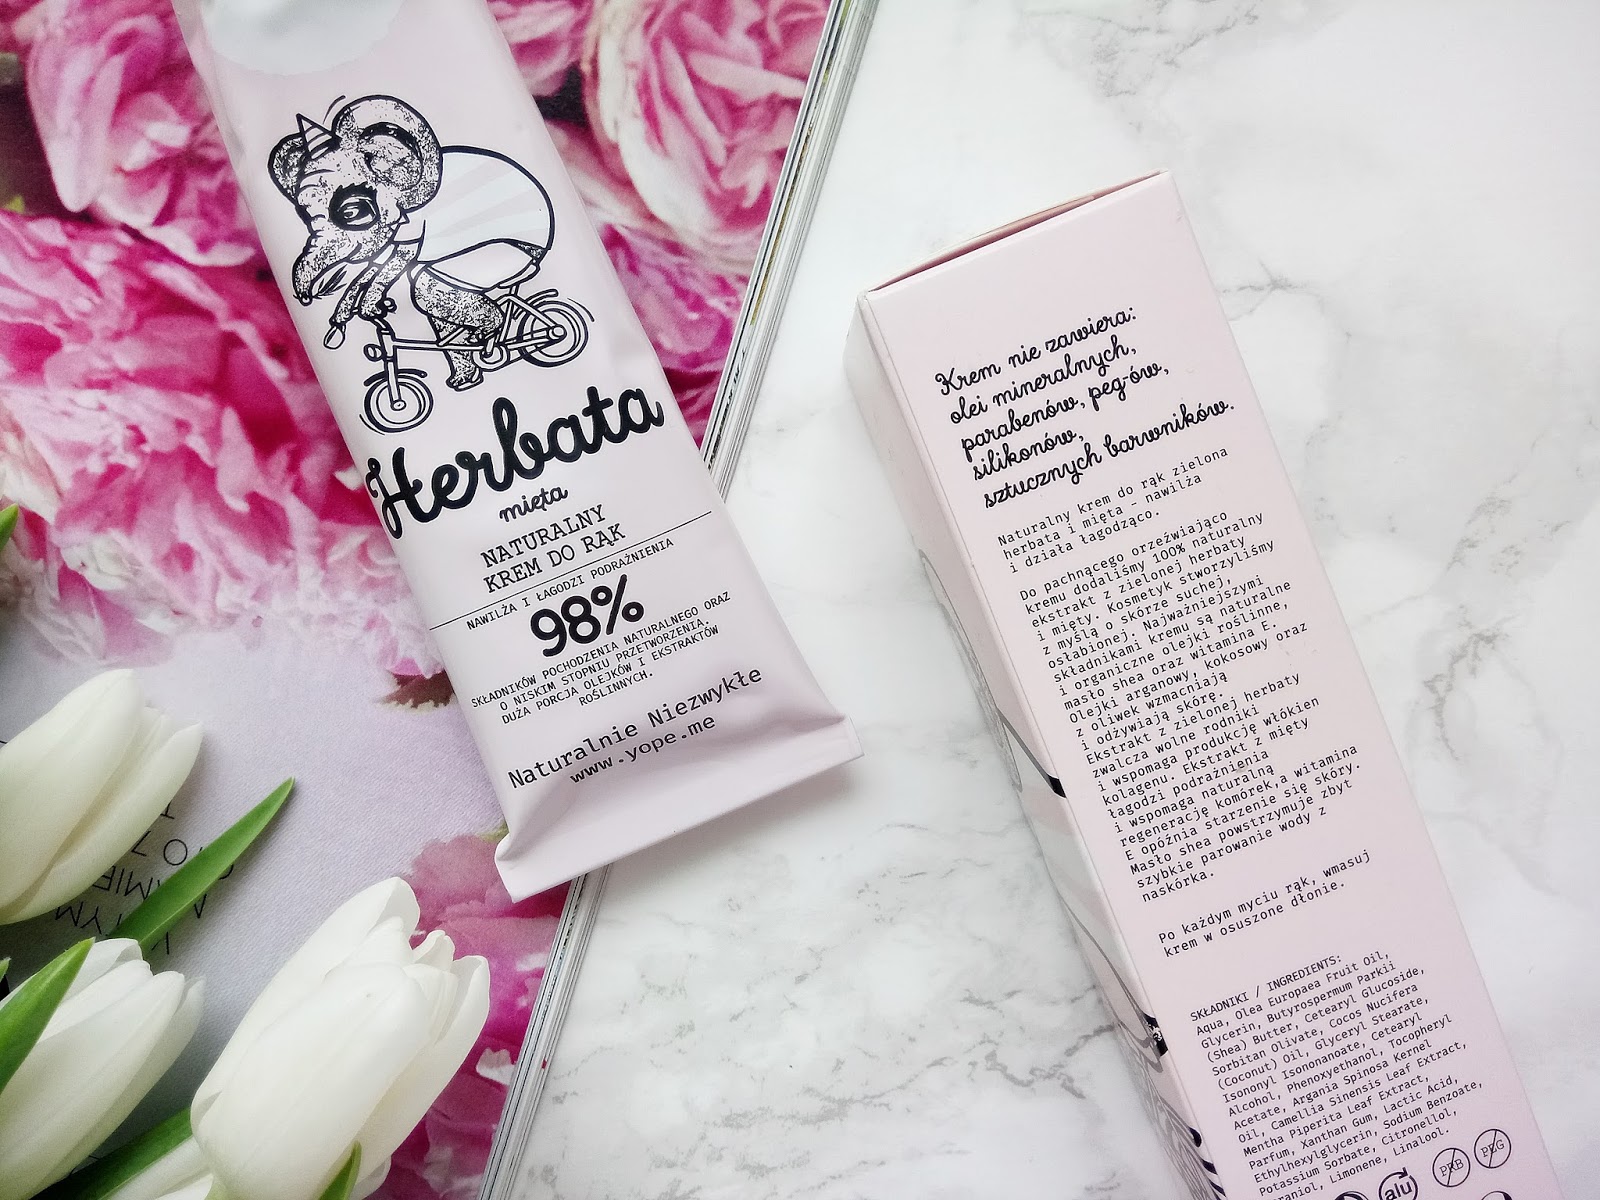 Herbata
mięta
NATURALNY
KREM DO RĄK
NAWILŻA I ŁAGODZI PODRAŻNIENIA
98%
SKŁADNIKÓW POCHODZENIA NATURALNEGO ORAZ
O NISKIM STOPNIU PRZETWORZENIA.
DUŻA PORCJA OLEJKÓW I EKSTRAKTÓW
ROŚLINNYCH.
Naturalnie Niezwykłe
www.yope.me
Krem nie zawiera:
olei mineralnych,
parabenów, peg-ów,
silikonów,
sztucznych barwników.
Naturalny krem do rąk zielona
herbata i mięta - nawilża
i działa łagodząco.
Do pachnącego orzeźwiająco
kremu dodaliśmy 100% naturalny
ekstrakt z zielonej herbaty
i mięty. Kosmetyk stworzyliśmy
z myślą o skórze suchej,
osłabionej. Najważniejszymi
składnikami kremu są naturalne
i organiczne olejki roślinne,
masło shea oraz witamina E.
Olejki arganowy, kokosowy oraz
z oliwek wzmacniają
i odżywiają skórę.
Ekstrakt z zielonej herbaty
zwalcza wolne rodniki
i wspomaga produkcję włókien
kolagenu. Ekstrakt z mięty
łagodzi podrażnienia
i wspomaga naturalną
regenerację komórek,a witamina
E opóźnia starzenie się skóry.
Masło shea powstrzymuje zbyt
szybkie parowanie wody z
naskórka.
Po każdym myciu rąk, wmasuj
krem w osuszone dłonie.
SKŁADNIKI / INGREDIENTS:
Aqua, Olea Europaea Fruit Oil,
Glycerin, Butyrospermum Parkii
(Shea) Butter, Cetearyl Glucoside,
Sorbitan Olivate, Cocos Nucifera
(Coconut) Oil, Glyceryl Stearate,
Isononyl Isononanoate, Cetearyl
Alcohol, Phenoxyethanol, Tocopheryl
Acetate, Argania Spinosa Kernel
Oil, Camellia Sinensis Leaf Extract,
Mentha Piperita Leaf Extract,
Parfum, Xanthan Gum, Lactic Acid,
Ethylhexylglycerin, Sodium Benzoate,
Potassium Sorbate, Citronellol,
Limonene, Linalool.
alu
PRB
PEG